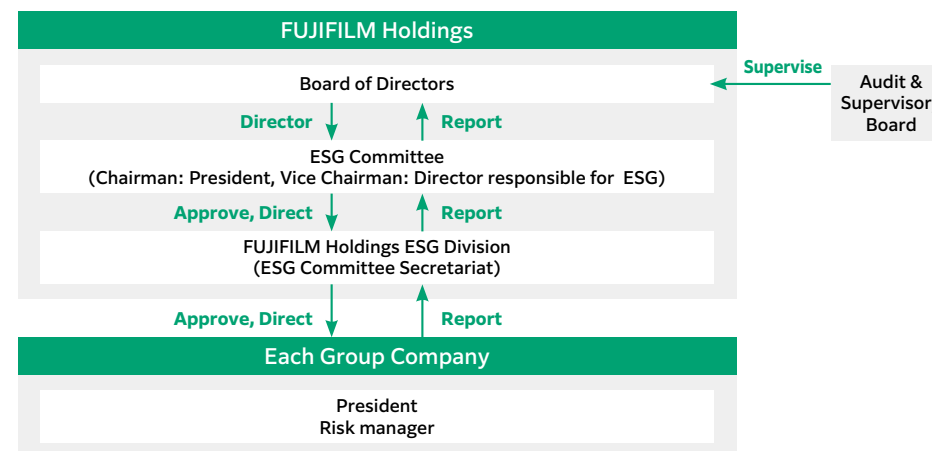 FUJIFILM Holdings
Board of Directors
Supervise
Audit &
Supervisor
Board
Director
Report
ESG Committee
(Chairman: President, Vice Chairman: Director responsible for ESG)
Approve, Direct
Report
FUJIFILM Holdings ESG Division
(ESG Committee Secretariat)
Approve, Direct
Report
Each Group Company
President
Risk manager